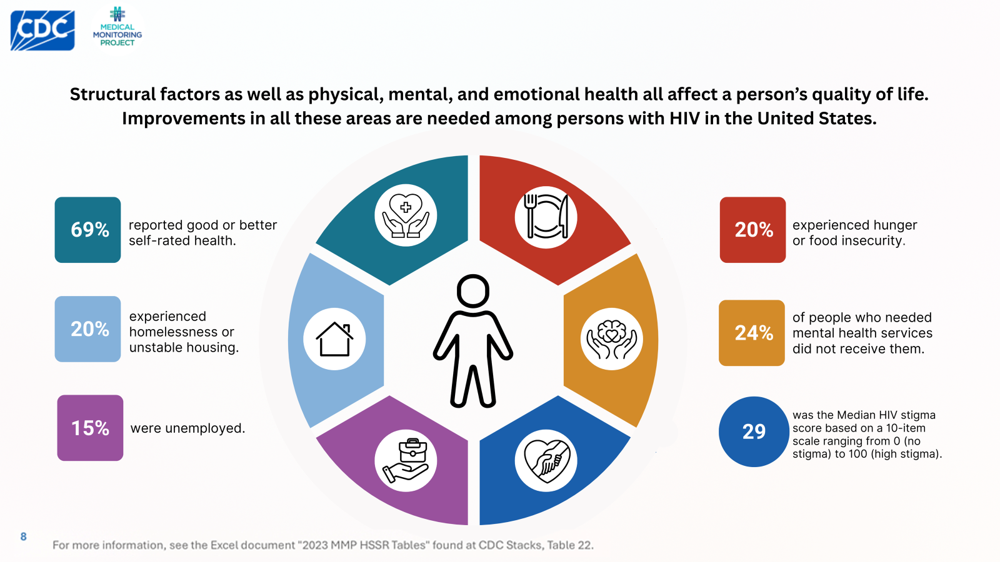 CDC
MEDICAL
MONITORING
PROJECT
Structural factors as well as physical, mental, and emotional health all affect a person’s quality of life.
Improvements in all these areas are needed among persons with HIV in the United States.
69%
reported good or better
self-rated health.
20%
experienced
homelessness or
unstable housing.
15%
were unemployed.
20%
experienced hunger
or food insecurity.
24%
of people who needed
mental health services
did not receive them.
29
was the Median HIV stigma
score based on a 10-item
scale ranging from 0 (no
stigma) to 100 (high stigma).
8
For more information, see the Excel document "2023 MMP HSSR Tables" found at CDC Stacks, Table 22.